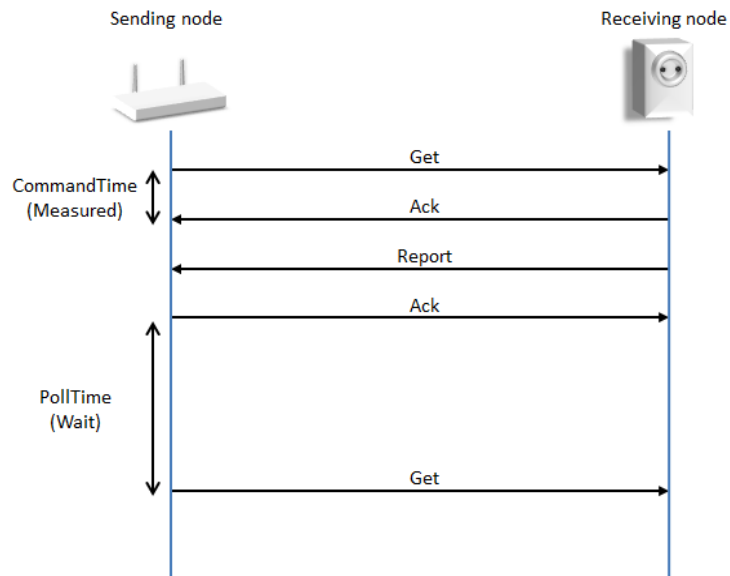 Sending node
Receiving node
Get
CommandTime
(Measured)
Ack
Report
Ack
PollTime
(Wait)
Get